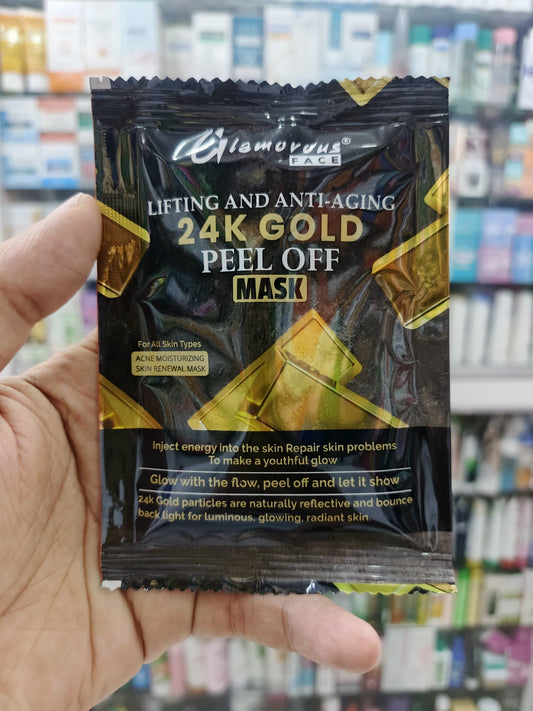 Glamorous®
FACE
LIFTING AND ANTI-AGING
24K GOLD
PEEL OFF
MASK
For All Skin Types
ACNE MOISTURIZING
SKIN RENEWAL MASK
Inject energy into the skin Repair skin problems
To make a youthful glow
Glow with the flow, peel off and let it show
24k Gold particles are naturally reflective and bounce
back light for luminous, glowing, radiant skin.